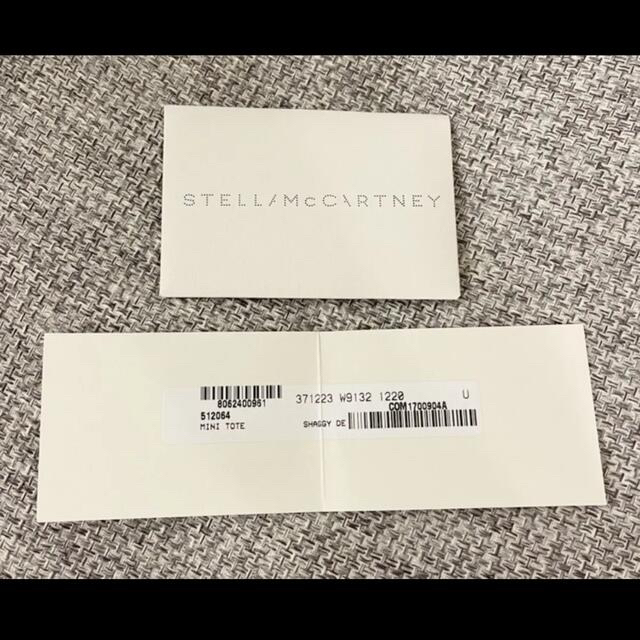 STELLA McCARTNEY
8062400961
512064
MINI TOTE
371223 W9132 1220 U
COM1700904A
SHAGGY DE